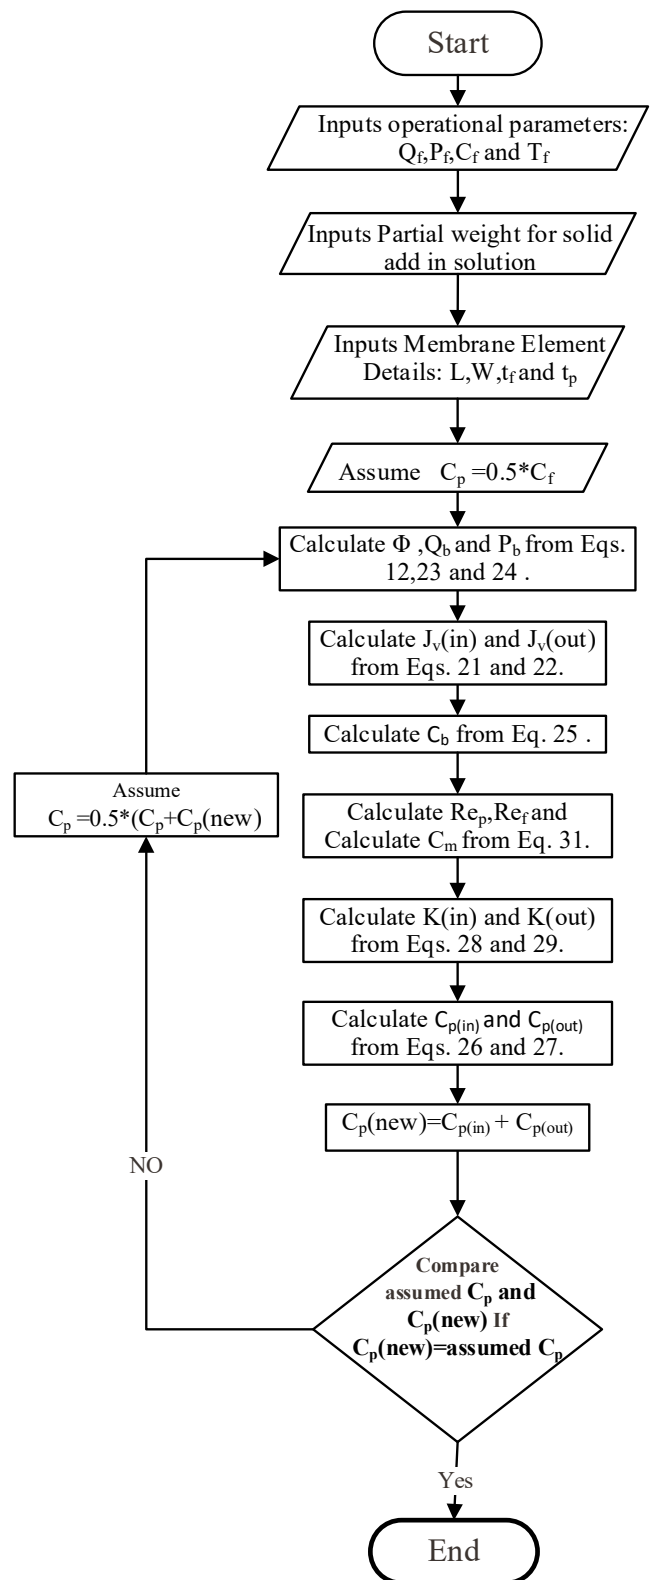 Start
Inputs operational parameters:
Qf,Pf,Cf and Tf
Inputs Partial weight for solid
add in solution
Inputs Membrane Element
Details: L,W,tf and tp
Assume Cp =0.5*Cf
Calculate Φ ,Qb and Pb from Eqs.
12,23 and 24 .
Calculate Jv(in) and Jv(out)
from Eqs. 21 and 22.
Calculate Cb from Eq. 25 .
Assume
Cp =0.5*(Cp+Cp(new)
Calculate Rep,Ref and
Calculate Cm from Eq. 31.
Calculate K(in) and K(out)
from Eqs. 28 and 29.
Calculate Cp(in) and Cp(out)
from Eqs. 26 and 27.
Cp(new)=Cp(in) + Cp(out)
NO
Compare
assumed Cp and
Cp(new) If
Cp(new)=assumed Cp
Yes
End